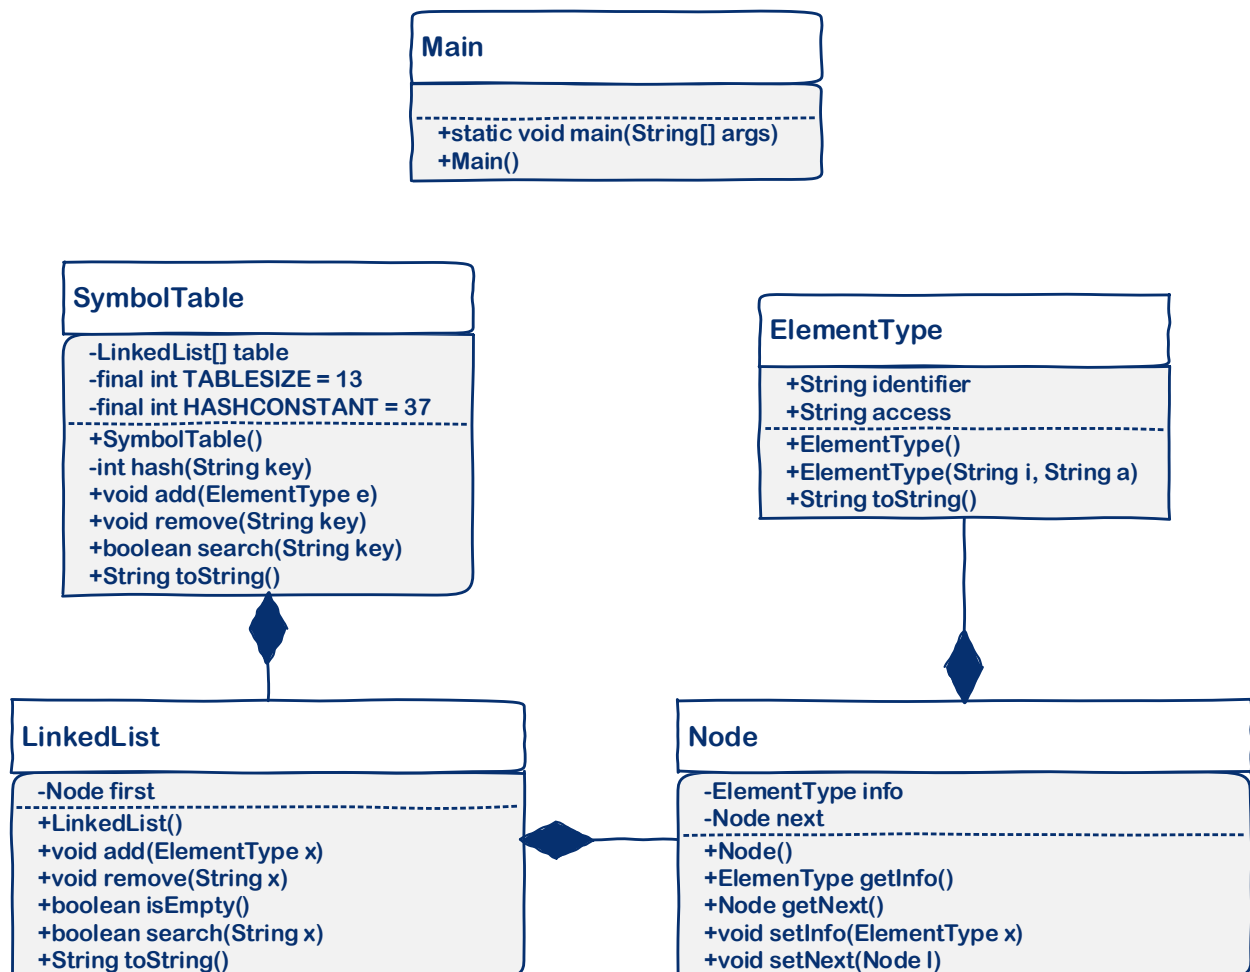 Main
+static void main(String[] args)
+Main()
SymbolTable
-LinkedList[] table
-final int TABLESIZE = 13
-final int HASHCONSTANT = 37
+SymbolTable()
-int hash(String key)
+void add(ElementType e)
+void remove(String key)
+boolean search(String key)
+String toString()
ElementType
+String identifier
+String access
+ElementType()
+ElementType(String i, String a)
+String toString()
LinkedList
-Node first
+LinkedList()
+void add(ElementType x)
+void remove(String x)
+boolean isEmpty()
+boolean search(String x)
+String toString()
Node
-ElementType info
-Node next
+Node()
+ElementType getInfo()
+Node getNext()
+void setInfo(ElementType x)
+void setNext(Node l)